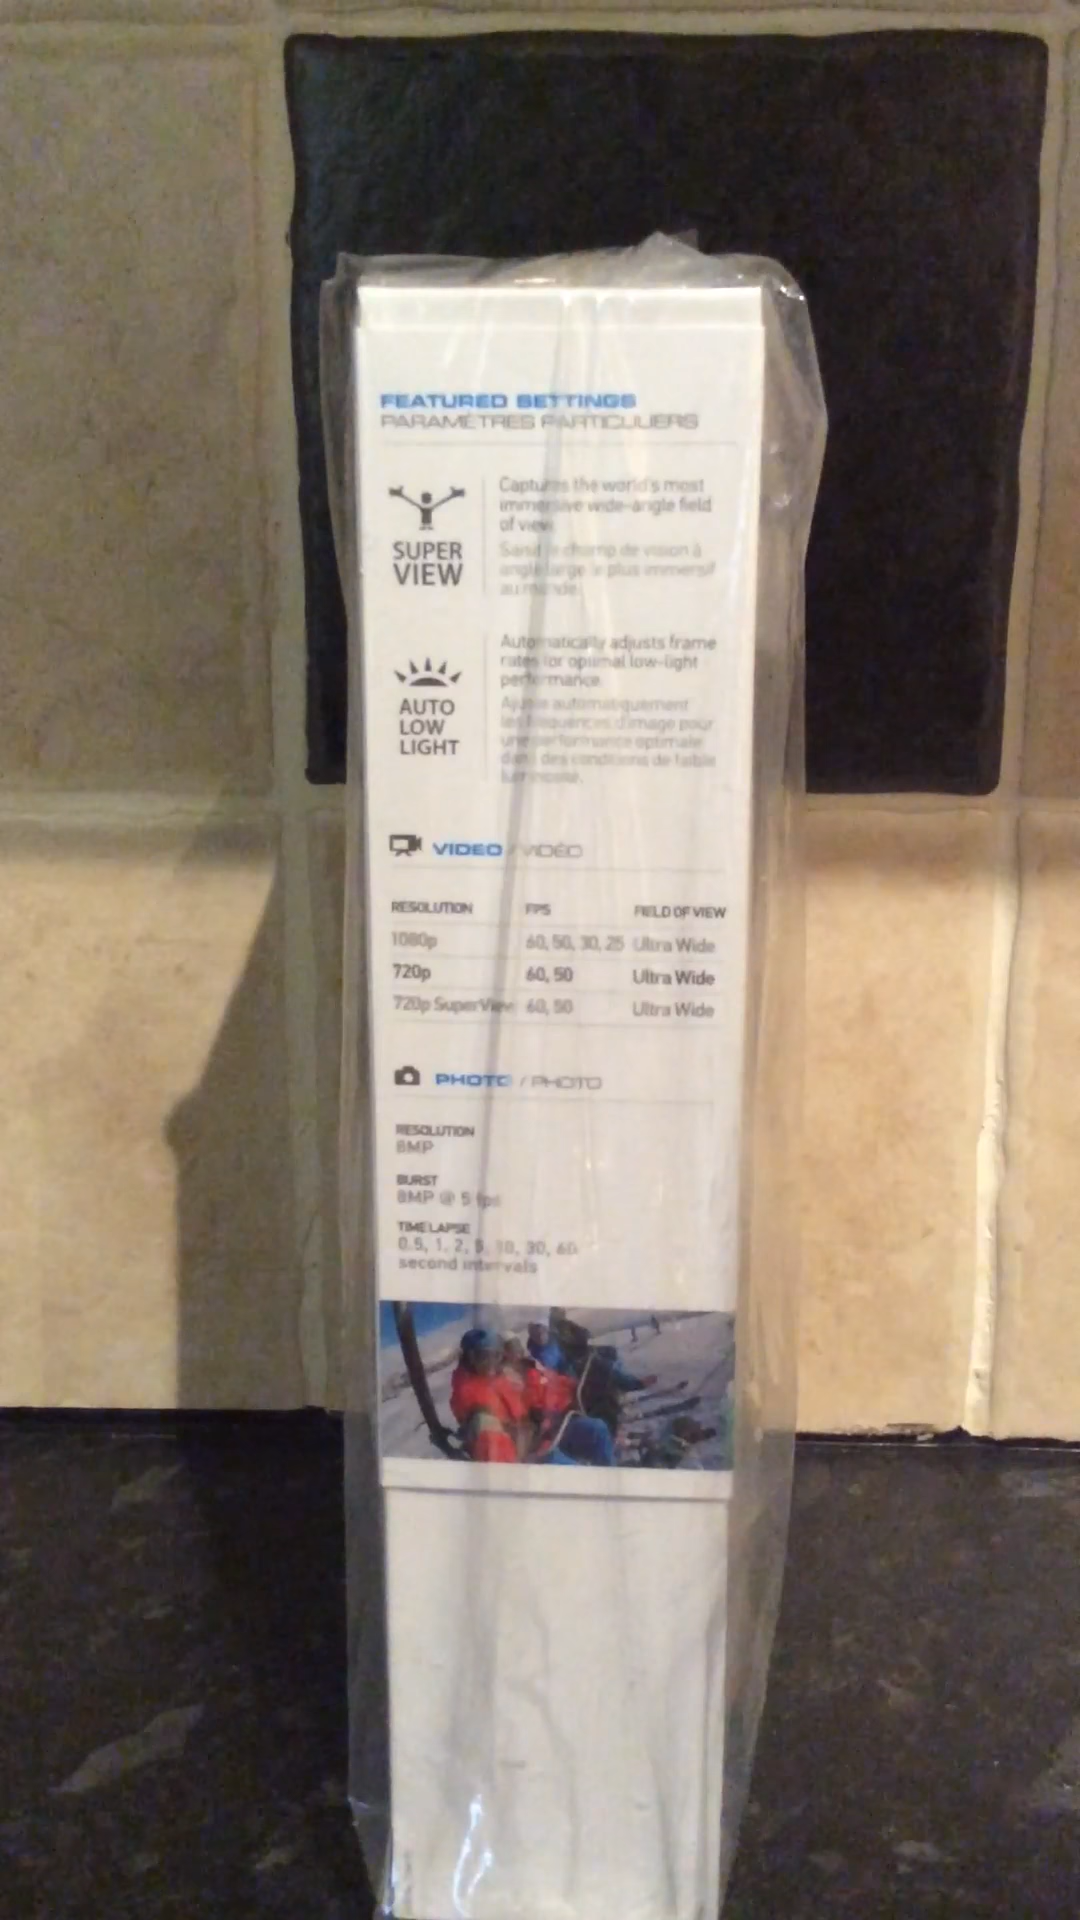 FEATURED SETTINGS
PARAMÈTRES PARTICULIERS
SUPER
VIEW
Captures the world's most
immersive wide-angle field
of view.
Saisit le champ de vision à
angle large le plus immersif
au monde.
AUTO
LOW
LIGHT
Automatically adjusts frame
rates for optimal low-light
performance.
Ajuste automatiquement
les fréquences d'image pour
une performance optimale
dans des conditions de faible
luminosité.
VIDEO / VIDÉO
RESOLUTION FPS FIELD OF VIEW
1080p 60, 50, 30, 25 Ultra Wide
720p 60, 50 Ultra Wide
720p SuperView 60, 50 Ultra Wide
PHOTO / PHOTO
RESOLUTION
8MP
BURST
8MP @ 5 fps
TIME LAPSE
0.5, 1, 2, 5, 10, 30, 60
second intervals